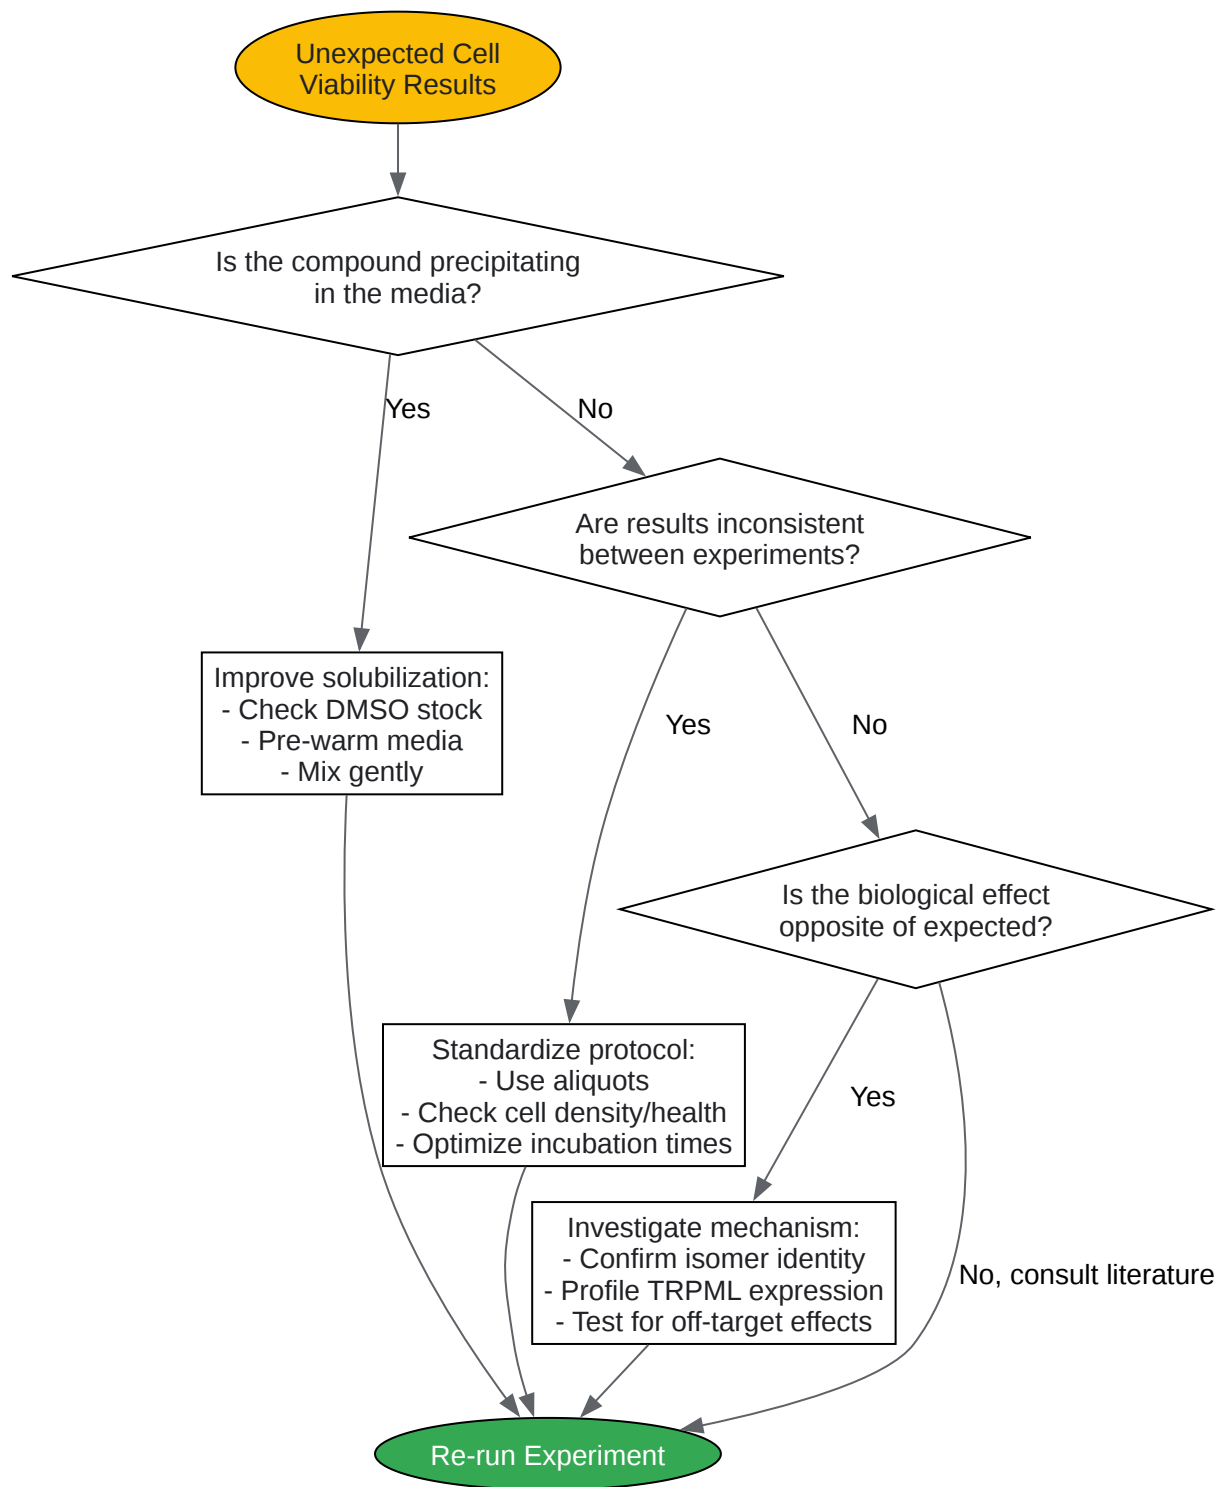 Unexpected Cell
Viability Results
Is the compound precipitating
in the media?
Yes
No
Are results inconsistent
between experiments?
Improve solubilization:
- Check DMSO stock
- Pre-warm media
- Mix gently
Yes
No
Is the biological effect
opposite of expected?
Standardize protocol:
- Use aliquots
- Check cell density/health
- Optimize incubation times
Yes
Investigate mechanism:
- Confirm isomer identity
- Profile TRPML expression
- Test for off-target effects
No, consult literature
Re-run Experiment